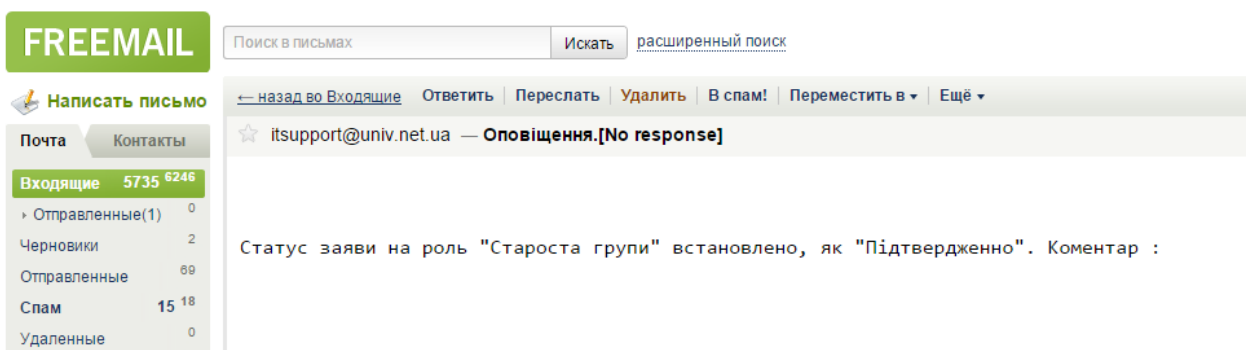 FREEMAIL
Поиск в письмах
Искать
расширенный поиск
Написать письмо
← назад во Входящие Ответить Переслать Удалить В спам! Переместить в ▾ Ещё ▾
Почта Контакты
itsupport@univ.net.ua — Оповіщення.[No response]
Входящие 5735 6246
Отправленные(1) 0
Черновики 2
Отправленные 69
Спам 15 18
Удаленные 0
Статус заяви на роль "Староста групи" встановлено, як "Підтвердженно". Коментар :